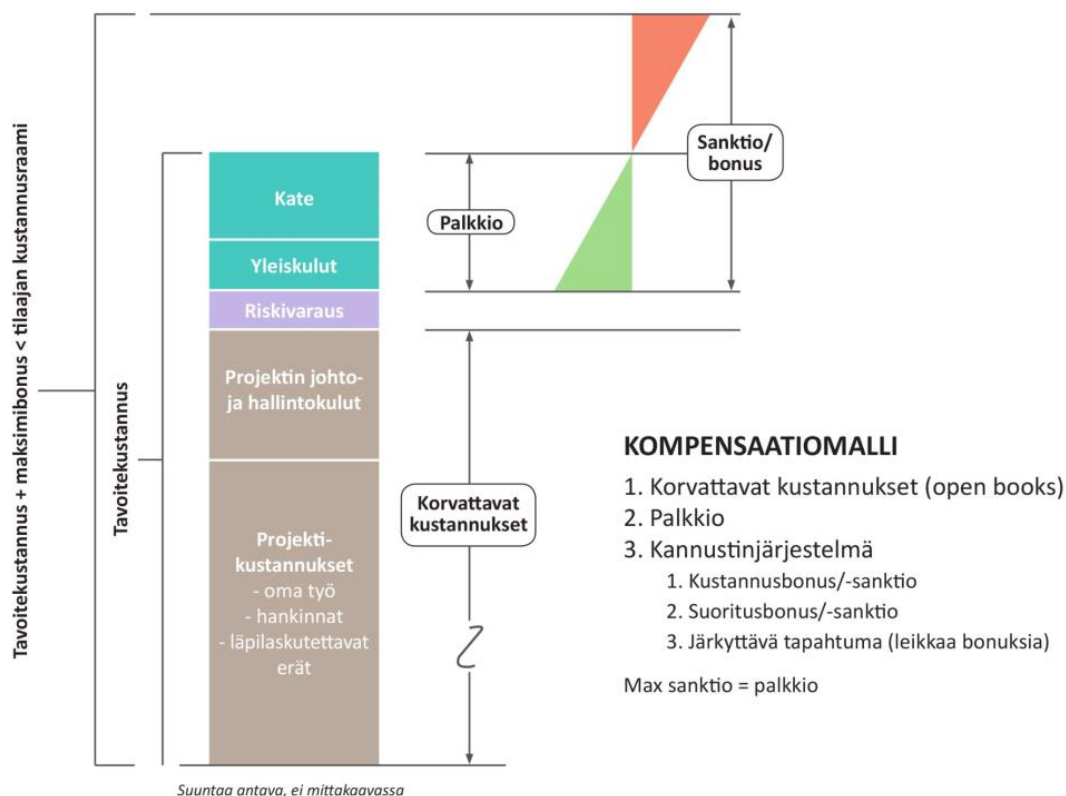 Tavoitekustannus + maksimibonus < tilaajan kustannusraami
Tavoitekustannus
Kate
Yleiskulut
Riskivaraus
Projektin johto-
ja hallintokulut
Projekti-
kustannukset
- oma työ
- hankinnat
- läpilaskutettavat
erät
Palkkio
Sanktio/
bonus
Korvattavat
kustannukset
KOMPENSAATIOMALLI
1. Korvattavat kustannukset (open books)
2. Palkkio
3. Kannustinjärjestelmä
1. Kustannusbonus/-sanktio
2. Suoritusbonus/-sanktio
3. Järkyttävä tapahtuma (leikkaa bonuksia)
Max sanktio = palkkio
Suuntaa antava, ei mittakaavassa